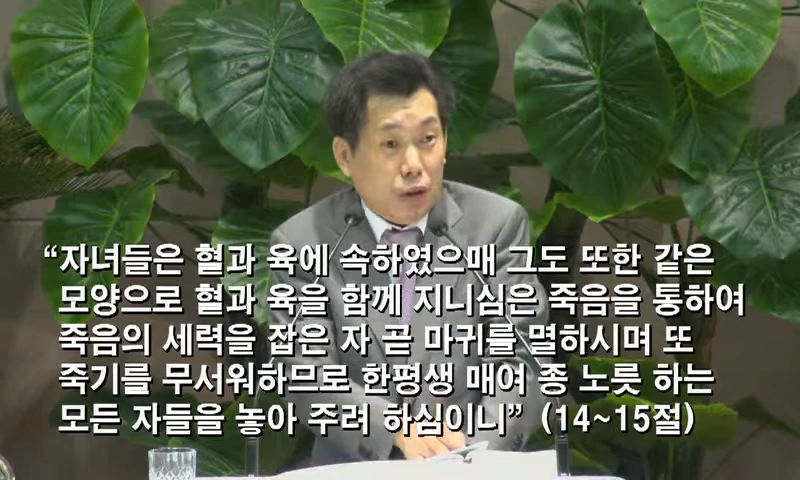 “자녀들은 혈과 육에 속하였으매 그도 또한 같은
모양으로 혈과 육을 함께 지니심은 죽음을 통하여
죽음의 세력을 잡은 자 곧 마귀를 멸하시며 또
죽기를 무서워하므로 한평생 매여 종 노릇 하는
모든 자들을 놓아 주려 하심이니” (14~15절)